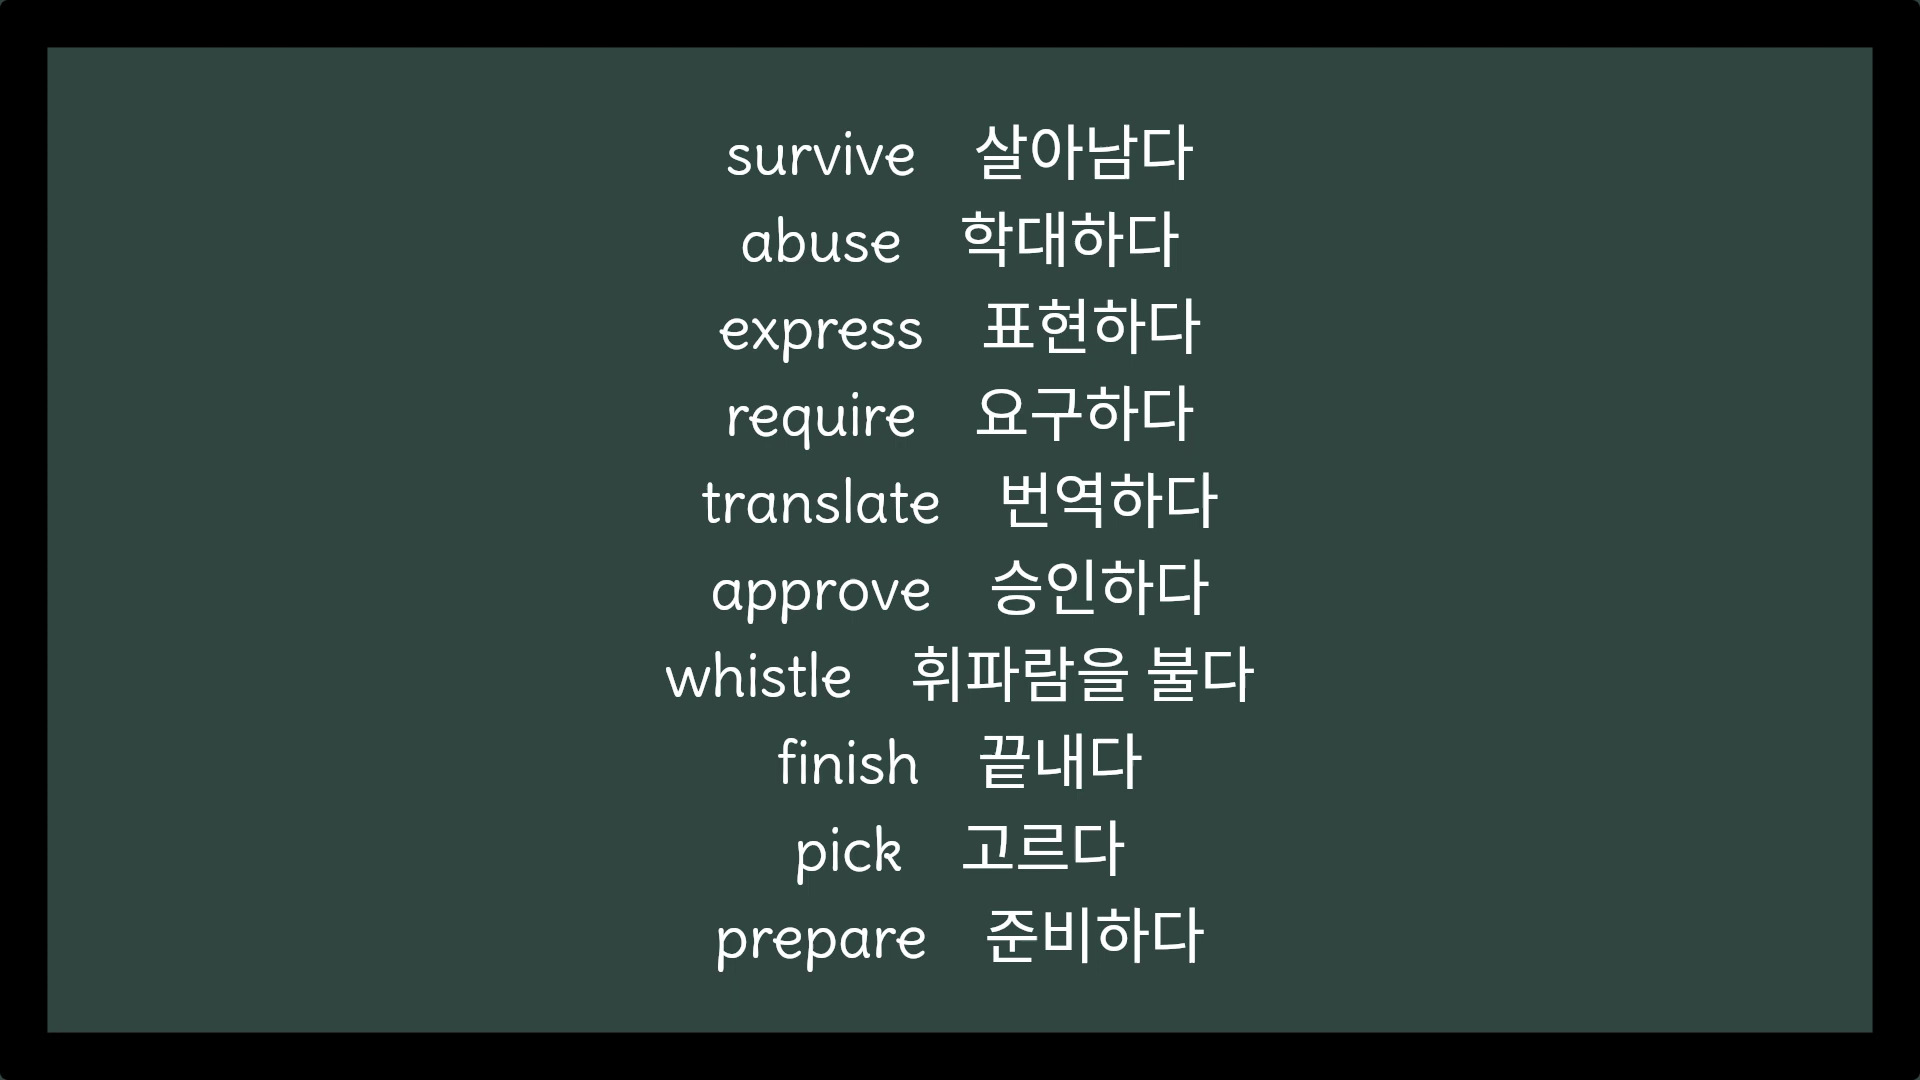 survive 살아남다
abuse 학대하다
express 표현하다
require 요구하다
translate 번역하다
approve 승인하다
whistle 휘파람을 불다
finish 끝내다
pick 고르다
prepare 준비하다